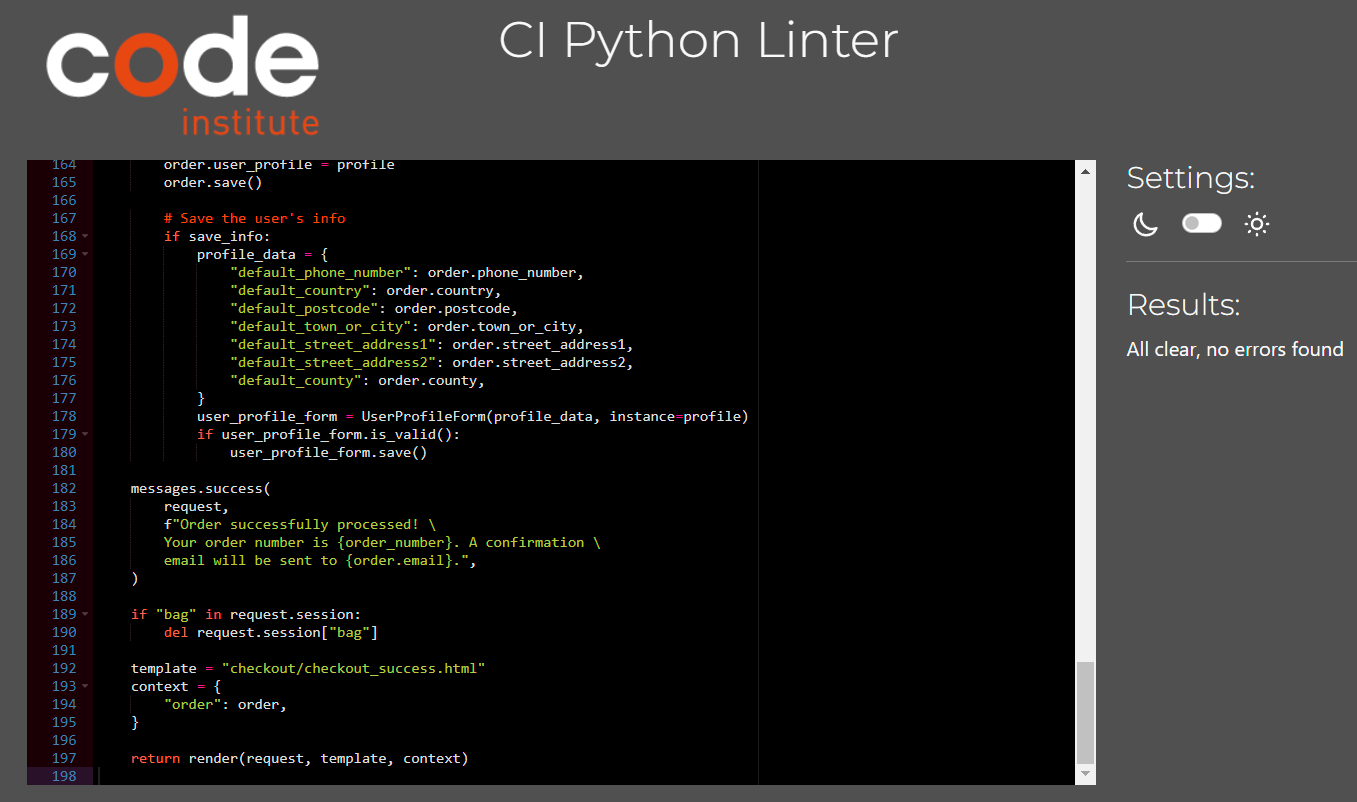 code
institute
CI Python Linter
164 order.user_profile = profile
165 order.save()
166
167 # Save the user's info
168 if save_info:
169 profile_data = {
170 "default_phone_number": order.phone_number,
171 "default_country": order.country,
172 "default_postcode": order.postcode,
173 "default_town_or_city": order.town_or_city,
174 "default_street_address1": order.street_address1,
175 "default_street_address2": order.street_address2,
176 "default_county": order.county,
177 }
178 user_profile_form = UserProfileForm(profile_data, instance=profile)
179 if user_profile_form.is_valid():
180 user_profile_form.save()
181
182 messages.success(
183 request,
184 f"Order successfully processed! \
185 Your order number is {order_number}. A confirmation \
186 email will be sent to {order.email}.",
187 )
188
189 if "bag" in request.session:
190 del request.session["bag"]
191
192 template = "checkout/checkout_success.html"
193 context = {
194 "order": order,
195 }
196
197 return render(request, template, context)
198
Settings:
Results:
All clear, no errors found